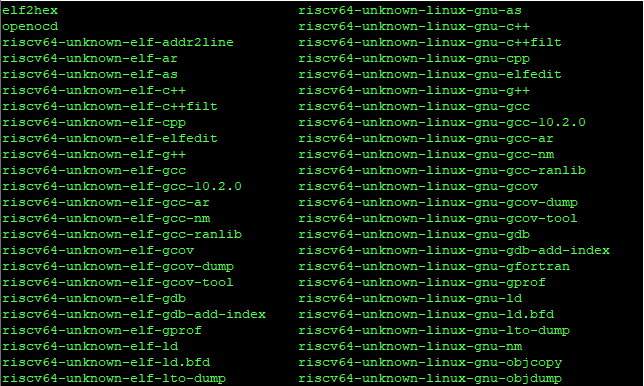 elf2hex riscv64-unknown-linux-gnu-as
openocd riscv64-unknown-linux-gnu-c++
riscv64-unknown-elf-addr2line riscv64-unknown-linux-gnu-c++filt
riscv64-unknown-elf-ar riscv64-unknown-linux-gnu-cpp
riscv64-unknown-elf-as riscv64-unknown-linux-gnu-elfedit
riscv64-unknown-elf-c++ riscv64-unknown-linux-gnu-g++
riscv64-unknown-elf-c++filt riscv64-unknown-linux-gnu-gcc
riscv64-unknown-elf-cpp riscv64-unknown-linux-gnu-gcc-10.2.0
riscv64-unknown-elf-elfedit riscv64-unknown-linux-gnu-gcc-ar
riscv64-unknown-elf-g++ riscv64-unknown-linux-gnu-gcc-nm
riscv64-unknown-elf-gcc riscv64-unknown-linux-gnu-gcc-ranlib
riscv64-unknown-elf-gcc-10.2.0 riscv64-unknown-linux-gnu-gcov
riscv64-unknown-elf-gcc-ar riscv64-unknown-linux-gnu-gcov-dump
riscv64-unknown-elf-gcc-nm riscv64-unknown-linux-gnu-gcov-tool
riscv64-unknown-elf-gcc-ranlib riscv64-unknown-linux-gnu-gdb
riscv64-unknown-elf-gcov riscv64-unknown-linux-gnu-gdb-add-index
riscv64-unknown-elf-gcov-dump riscv64-unknown-linux-gnu-gfortran
riscv64-unknown-elf-gcov-tool riscv64-unknown-linux-gnu-gprof
riscv64-unknown-elf-gdb riscv64-unknown-linux-gnu-ld
riscv64-unknown-elf-gdb-add-index riscv64-unknown-linux-gnu-ld.bfd
riscv64-unknown-elf-gprof riscv64-unknown-linux-gnu-lto-dump
riscv64-unknown-elf-ld riscv64-unknown-linux-gnu-nm
riscv64-unknown-elf-ld.bfd riscv64-unknown-linux-gnu-objcopy
riscv64-unknown-elf-lto-dump riscv64-unknown-linux-gnu-objdump